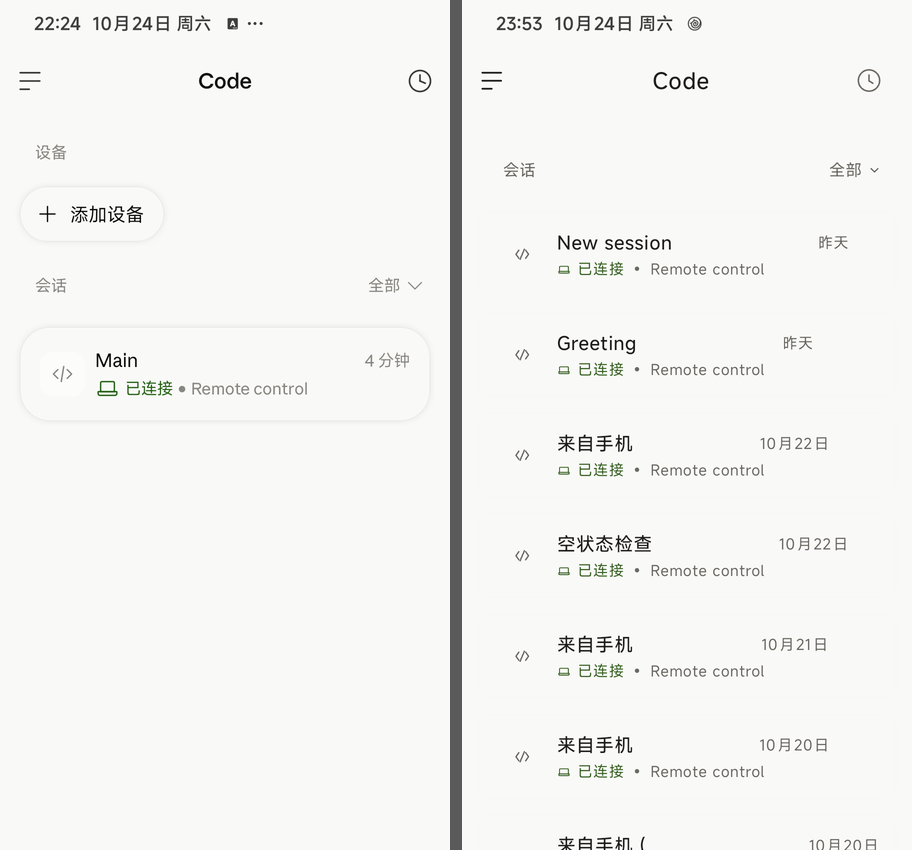 22:24 10月24日 周六 A ···
Code
设备
添加设备
会话 全部
Main 4 分钟
已连接 • Remote control
23:53 10月24日 周六
Code
会话 全部
New session 昨天
已连接 • Remote control
Greeting 昨天
已连接 • Remote control
来自手机 10月22日
已连接 • Remote control
空状态检查 10月22日
已连接 • Remote control
来自手机 10月21日
已连接 • Remote control
来自手机 10月20日
已连接 • Remote control
来自手机 ( 10月20日